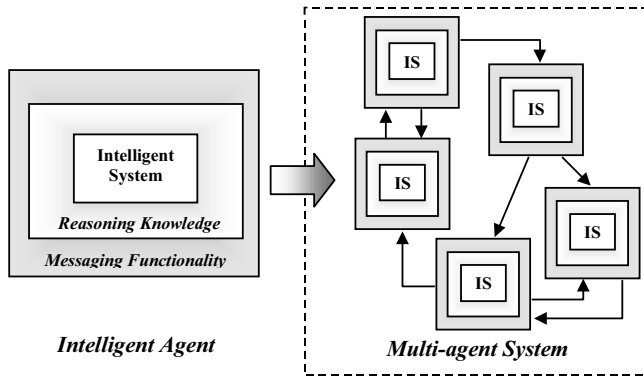 Intelligent
System
Reasoning Knowledge
Messaging Functionality
Intelligent Agent
IS
IS
IS
IS
IS
Multi-agent System